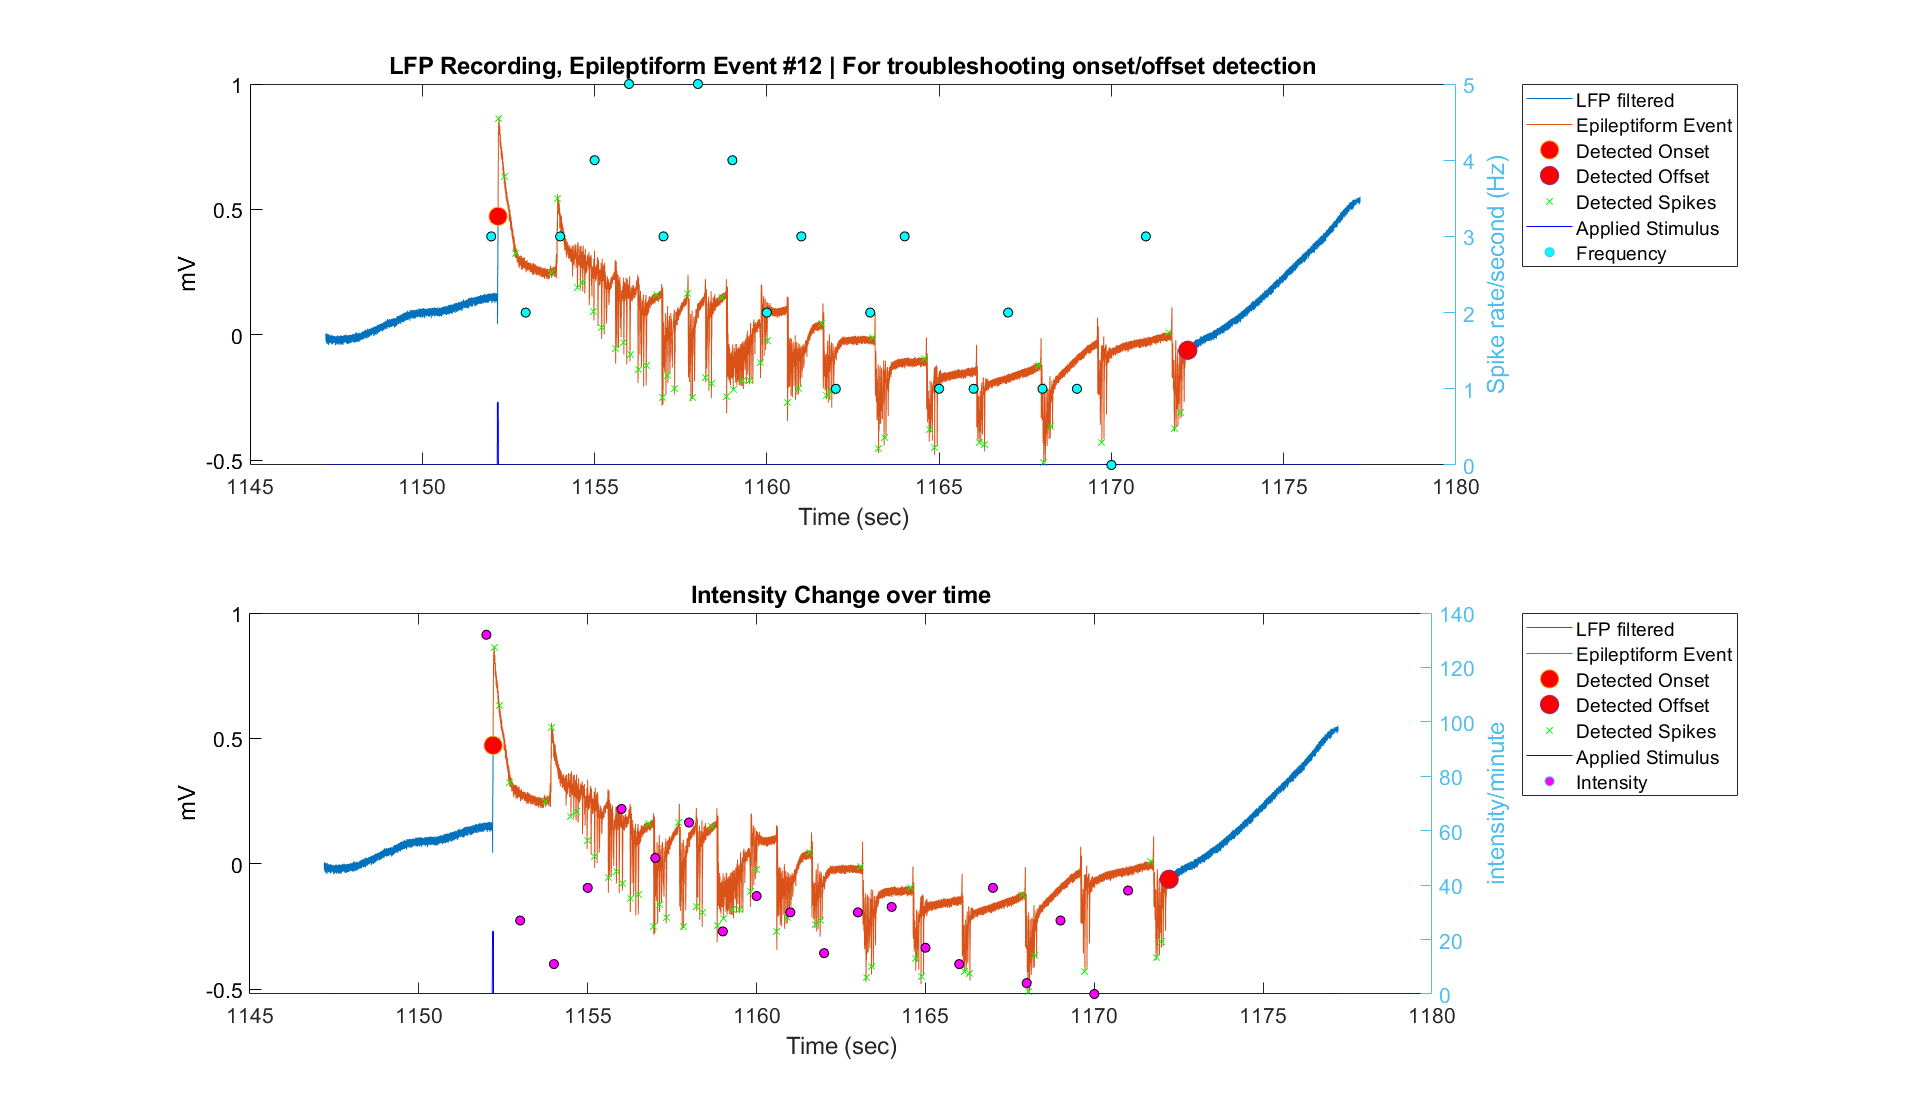 LFP Recording, Epileptiform Event #12 | For troubleshooting onset/offset detection
1
0.5
0
-0.5
mV
1145 1150 1155 1160 1165 1170 1175 1180
Time (sec)
5
4
3
2
1
0
Spike rate/second (Hz)
LFP filtered
Epileptiform Event
Detected Onset
Detected Offset
Detected Spikes
Applied Stimulus
Frequency
Intensity Change over time
1
0.5
0
-0.5
mV
1145 1150 1155 1160 1165 1170 1175 1180
Time (sec)
140
120
100
80
60
40
20
0
intensity/minute
LFP filtered
Epileptiform Event
Detected Onset
Detected Offset
Detected Spikes
Applied Stimulus
Intensity